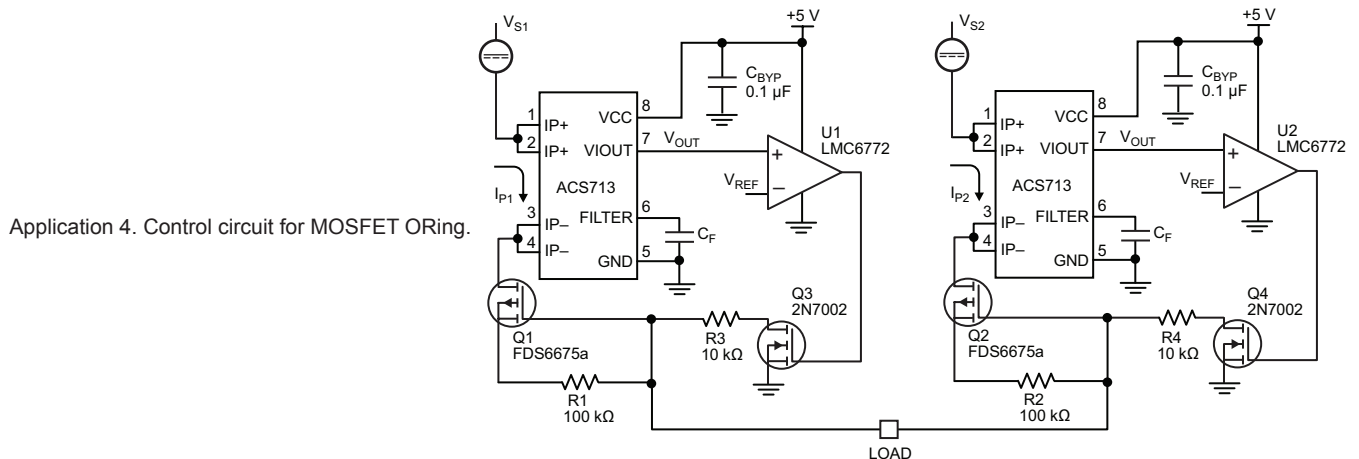 Application 4. Control circuit for MOSFET ORing.
VS1
+5 V
CBYP
0.1 µF
1
IP+
2
IP+
VCC
8
VIOUT
7
VOUT
ACS713
IP1
3
IP–
4
IP–
FILTER
6
GND
5
CF
VREF
+
–
U1
LMC6772
Q1
FDS6675a
R1
100 kΩ
R3
10 kΩ
Q3
2N7002
VS2
+5 V
CBYP
0.1 µF
1
IP+
2
IP+
VCC
8
VIOUT
7
VOUT
ACS713
IP2
3
IP–
4
IP–
FILTER
6
GND
5
CF
VREF
+
–
U2
LMC6772
Q2
FDS6675a
R2
100 kΩ
R4
10 kΩ
Q4
2N7002
LOAD